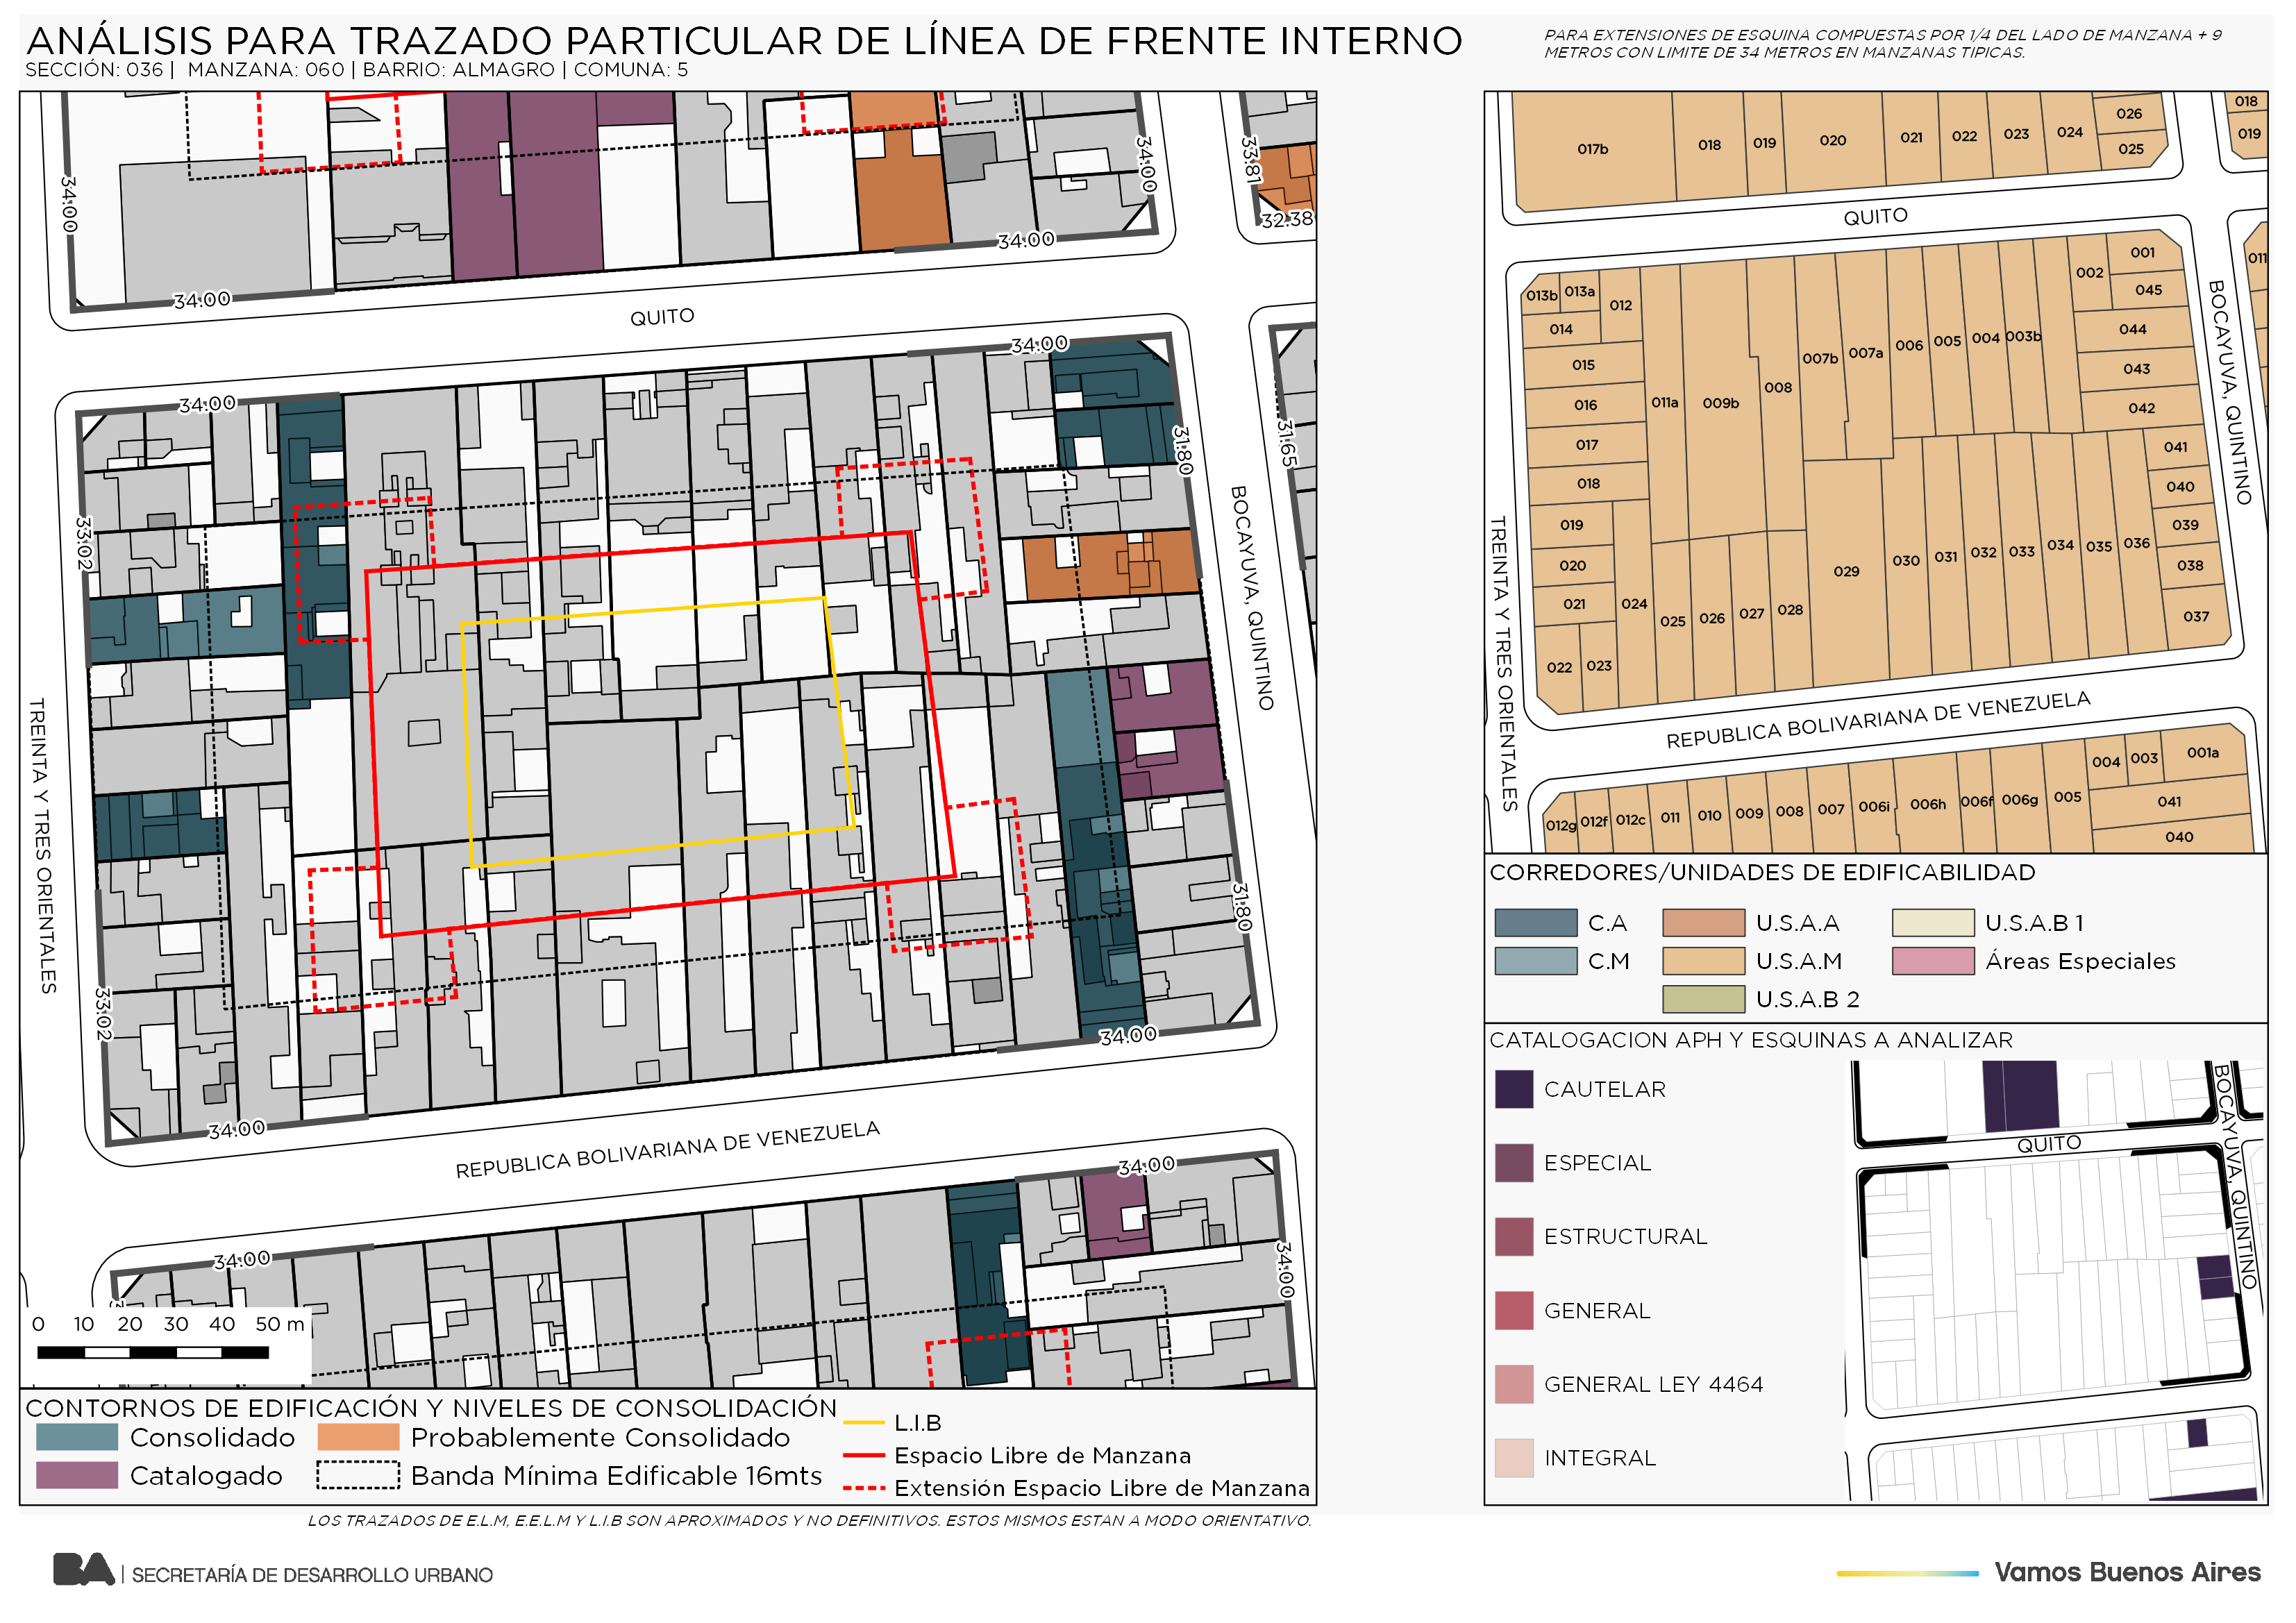 ANÁLISIS PARA TRAZADO PARTICULAR DE LÍNEA DE FRENTE INTERNO
SECCIÓN: 036 | MANZANA: 060 | BARRIO: ALMAGRO | COMUNA: 5
PARA EXTENSIONES DE ESQUINA COMPUESTAS POR 1/4 DEL LADO DE MANZANA + 9
METROS CON LIMITE DE 34 METROS EN MANZANAS TIPICAS.
34.00
34.00
34.00
34.00
33.81
32.38
QUITO
34.00
34.00
33.02
31.80
31.65
BOCAYUVA, QUINTINO
TREINTA Y TRES ORIENTALES
33.02
31.80
34.00
34.00
REPUBLICA BOLIVARIANA DE VENEZUELA
34.00
34.00
34.00
0 10 20 30 40 50 m
CONTORNOS DE EDIFICACIÓN Y NIVELES DE CONSOLIDACIÓN
Consolidado
Probablemente Consolidado
Catalogado
Banda Mínima Edificable 16mts
L.I.B
Espacio Libre de Manzana
Extensión Espacio Libre de Manzana
LOS TRAZADOS DE E.L.M, E.E.L.M Y L.I.B SON APROXIMADOS Y NO DEFINITIVOS. ESTOS MISMOS ESTAN A MODO ORIENTATIVO.
017b 018 019 020 021 022 023 024 026 025
018
019
QUITO
013b 013a 012 011a 009b 008 007b 007a 006 005 004 003b 002 001
045
044
043
042
014
015
016
017
018
019
020
021
022 023 024 025 026 027 028 029 030 031 032 033 034 035 036
041
040
039
038
037
011
BOCAYUVA, QUINTINO
TREINTA Y TRES ORIENTALES
REPUBLICA BOLIVARIANA DE VENEZUELA
012g 012f 012c 011 010 009 008 007 006i 006h 006f 006g 005 004 003 001a
041
040
CORREDORES/UNIDADES DE EDIFICABILIDAD
C.A
U.S.A.A
U.S.A.B 1
C.M
U.S.A.M
Áreas Especiales
U.S.A.B 2
CATALOGACION APH Y ESQUINAS A ANALIZAR
CAUTELAR
ESPECIAL
ESTRUCTURAL
GENERAL
GENERAL LEY 4464
INTEGRAL
QUITO
BOCAYUVA, QUINTINO
BA | SECRETARÍA DE DESARROLLO URBANO
Vamos Buenos Aires